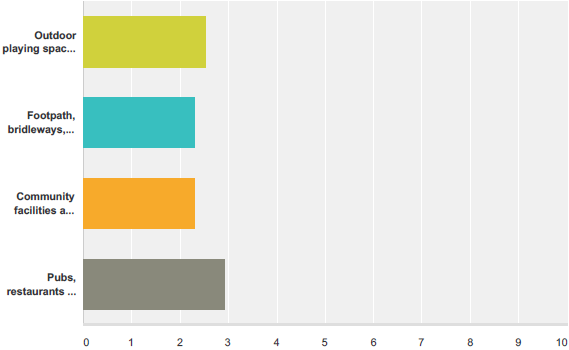 Outdoor
playing spac...
Footpath,
bridleways,...
Community
facilities a...
Pubs,
restaurants ...
0 1 2 3 4 5 6 7 8 9 10